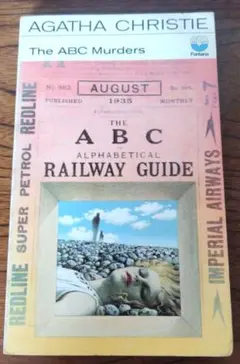 AGATHA CHRISTIE
The ABC Murders
Fontana
AUGUST
PUBLISHED 1935 MONTHLY
THE
ABC
ALPHABETICAL
RAILWAY GUIDE
REDLINE SUPER PETROL REDLINE
IMPERIAL AIRWAYS